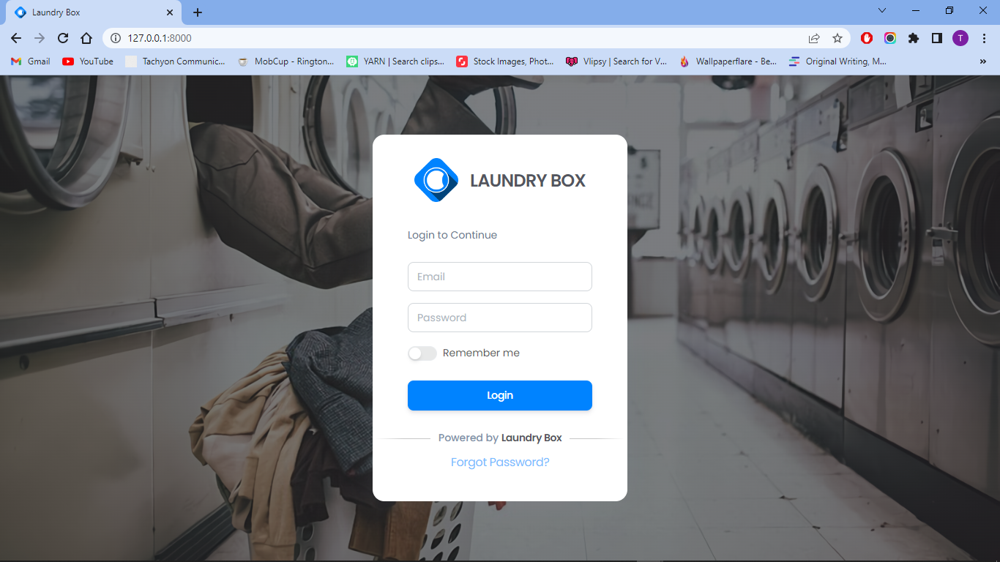 Laundry Box
127.0.0.1:8000
T
Gmail
YouTube
Tachyon Communic...
MobCup - Rington...
YARN | Search clips...
Stock Images, Phot...
Vlipsy | Search for V...
Wallpaperflare - Be...
Original Writing, M...
»
LAUNDRY BOX
Login to Continue
Email
Password
Remember me
Login
Powered by Laundry Box
Forgot Password?